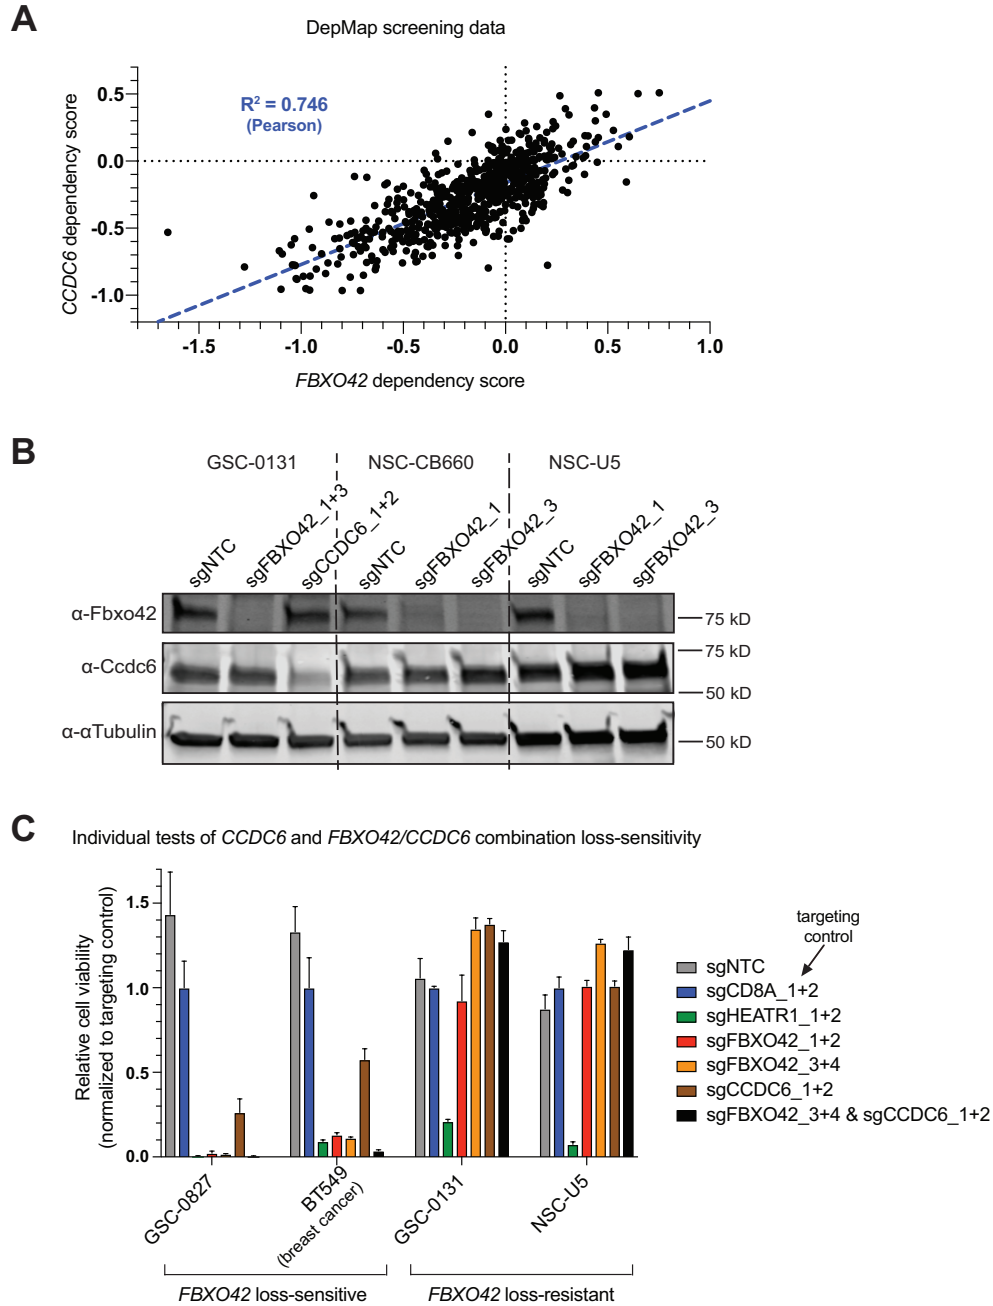 A
DepMap screening data
R² = 0.746
(Pearson)
CCDC6 dependency score
0.5
0.0
-0.5
-1.0
-1.5 -1.0 -0.5 0.0 0.5 1.0
FBXO42 dependency score
B
GSC-0131 NSC-CB660 NSC-U5
sgNTC sgFBXO42_1+3 sgCCDC6_1+2 sgNTC sgFBXO42_1 sgFBXO42_3 sgNTC sgFBXO42_1 sgFBXO42_3
α-Fbxo42
75 kD
α-Ccdc6
75 kD
50 kD
α-αTubulin
50 kD
C
Individual tests of CCDC6 and FBXO42/CCDC6 combination loss-sensitivity
Relative cell viability
(normalized to targeting control)
1.5
1.0
0.5
0.0
targeting
control
sgNTC
sgCD8A_1+2
sgHEATR1_1+2
sgFBXO42_1+2
sgFBXO42_3+4
sgCCDC6_1+2
sgFBXO42_3+4 & sgCCDC6_1+2
GSC-0827
BT549
(breast cancer)
GSC-0131
NSC-U5
FBXO42 loss-sensitive
FBXO42 loss-resistant